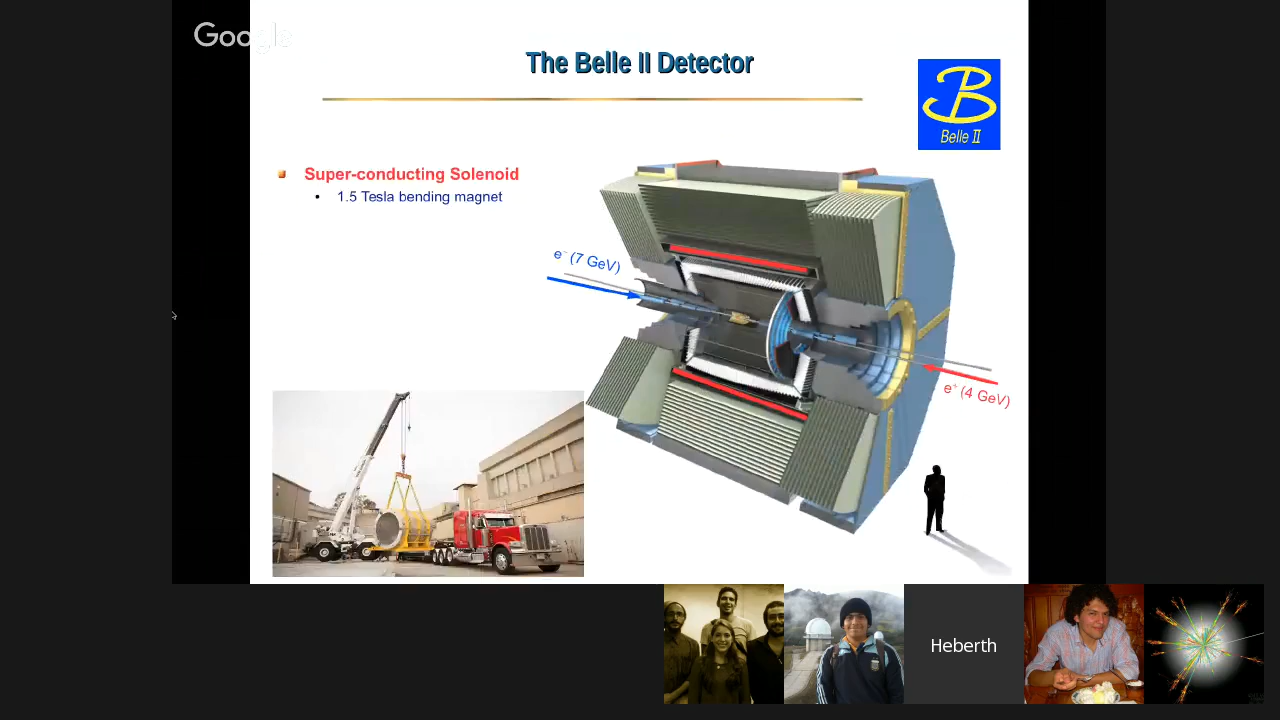 Google
The Belle II Detector
Belle II
Super-conducting Solenoid
1.5 Tesla bending magnet
e⁻ (7 GeV)
e⁺ (4 GeV)
Heberth